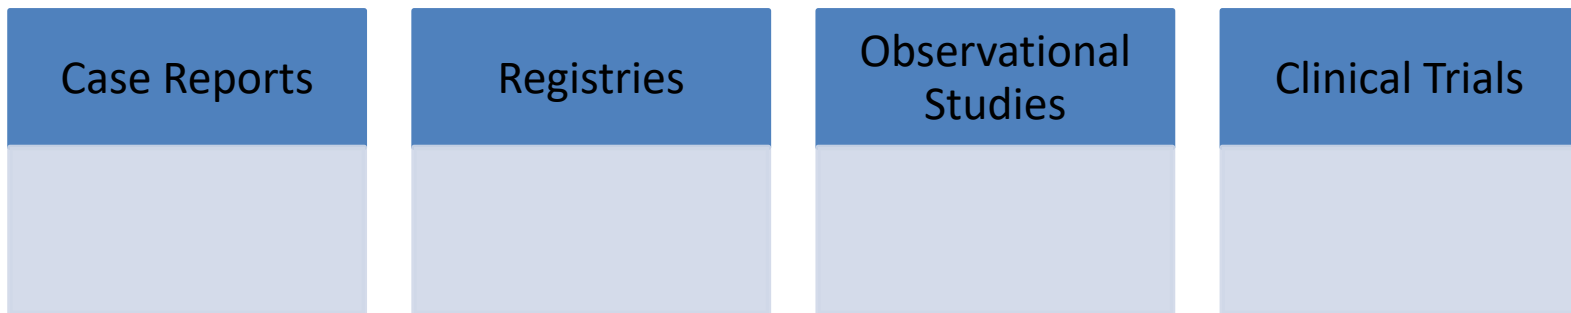 Case Reports
Registries
Observational
Studies
Clinical Trials